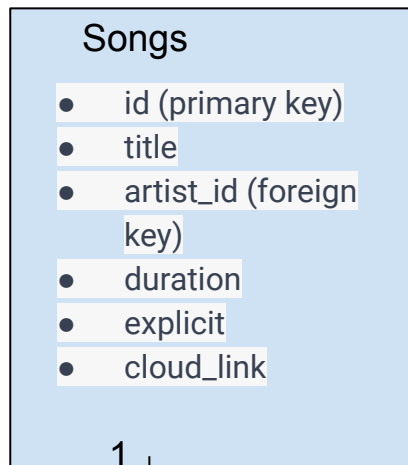 Songs
● id (primary key)
● title
● artist_id (foreign
key)
● duration
● explicit
● cloud_link
1